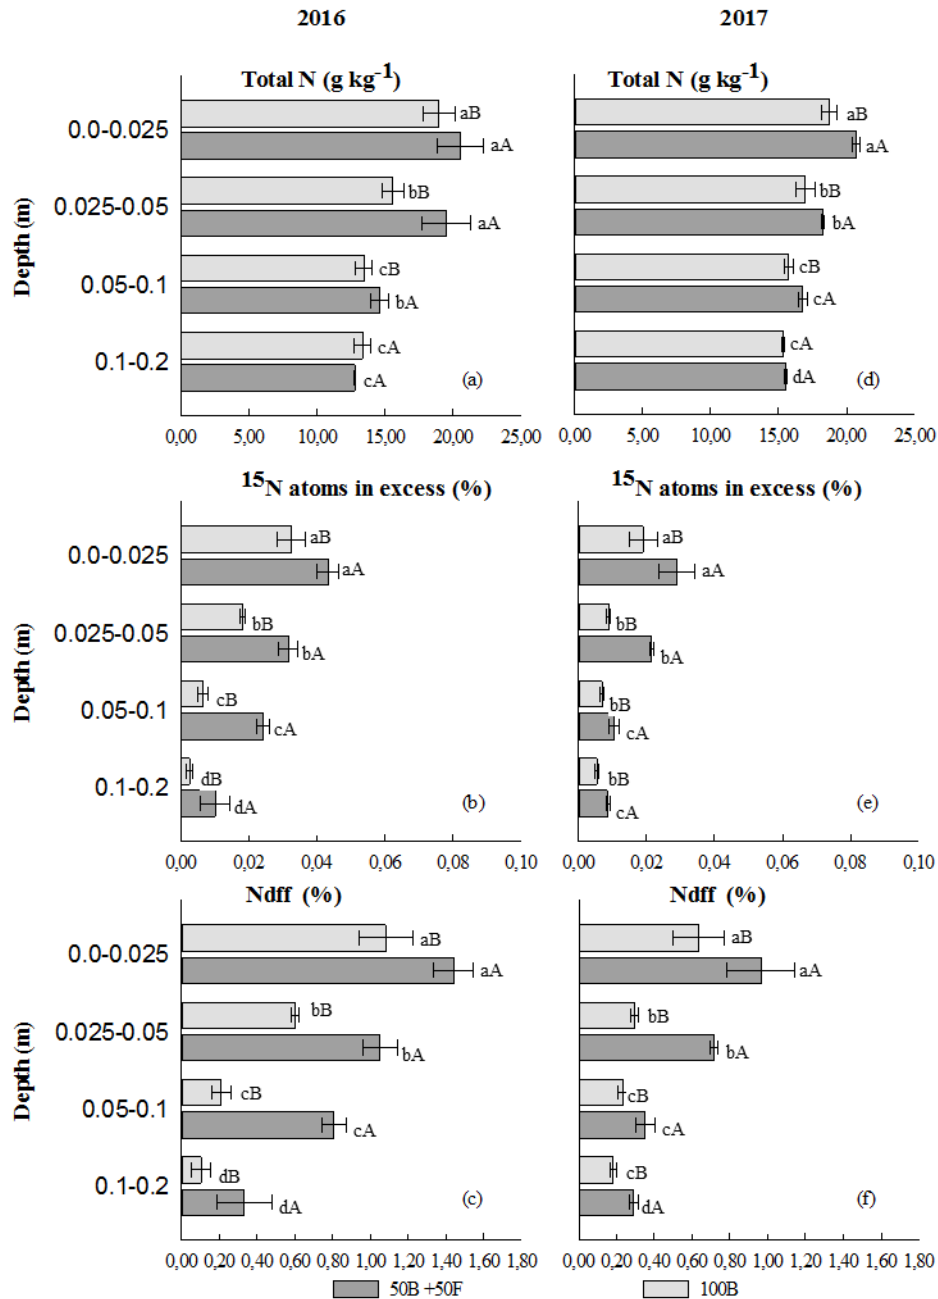 2016 2017
Total N (g kg-1) Total N (g kg-1)
0.0-0.025 aB aB
aA aA
0.025-0.05 bB bB
aA bA
0.05-0.1 cB cB
bA cA
0.1-0.2 cA cA
cA (a) dA (d)
Depth (m)
0,00 5,00 10,00 15,00 20,00 25,00 0,00 5,00 10,00 15,00 20,00 25,00
15N atoms in excess (%) 15N atoms in excess (%)
0.0-0.025 aB aB
aA aA
0.025-0.05 bB bB
bA bA
0.05-0.1 cB bB
cA cA
0.1-0.2 dB bB
dA (b) cA (e)
Depth (m)
0,00 0,02 0,04 0,06 0,08 0,10 0,00 0,02 0,04 0,06 0,08 0,10
Ndff (%) Ndff (%)
0.0-0.025 aB aB
aA aA
0.025-0.05 bB bB
bA bA
0.05-0.1 cB cB
cA cA
0.1-0.2 dB cB
dA (c) dA (f)
Depth (m)
0,00 0,20 0,40 0,60 0,80 1,00 1,20 1,40 1,60 1,80 0,00 0,20 0,40 0,60 0,80 1,00 1,20 1,40 1,60 1,80
50B +50F 100B